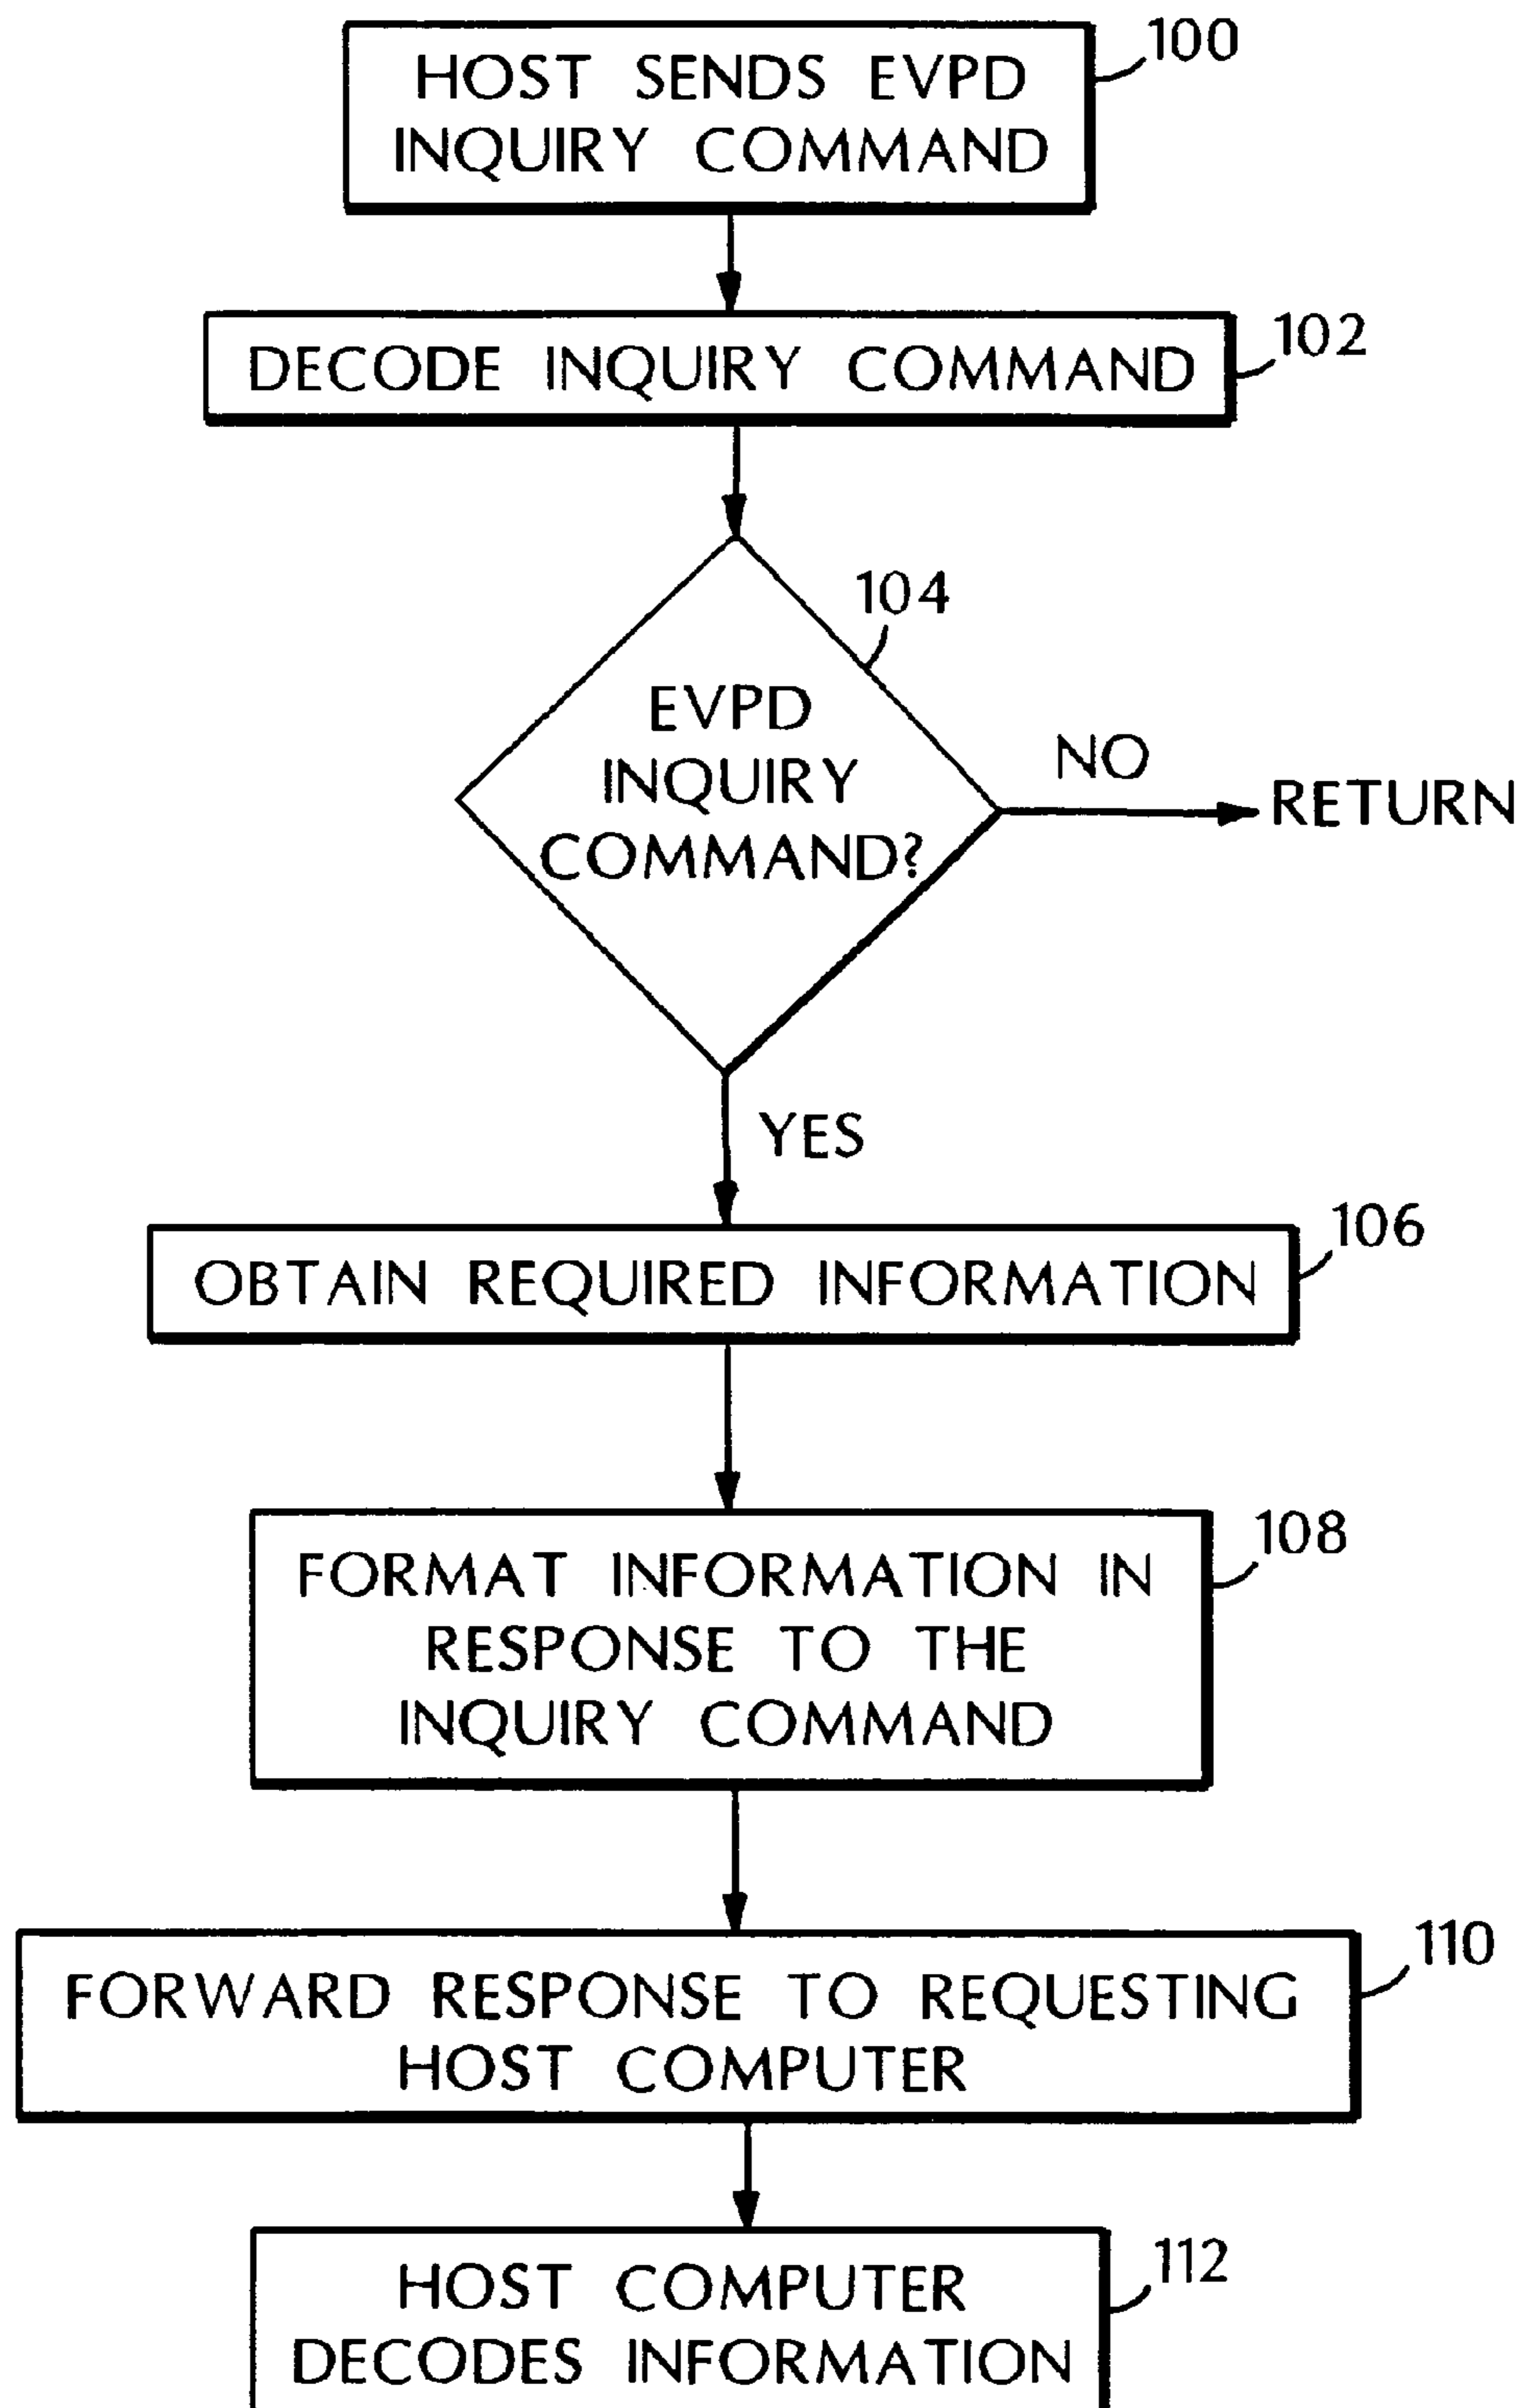 100
HOST SENDS EVPD
INQUIRY COMMAND
102
DECODE INQUIRY COMMAND
104
EVPD
INQUIRY
COMMAND?
NO
RETURN
YES
106
OBTAIN REQUIRED INFORMATION
108
FORMAT INFORMATION IN
RESPONSE TO THE
INQUIRY COMMAND
110
FORWARD RESPONSE TO REQUESTING
HOST COMPUTER
112
HOST COMPUTER
DECODES INFORMATION